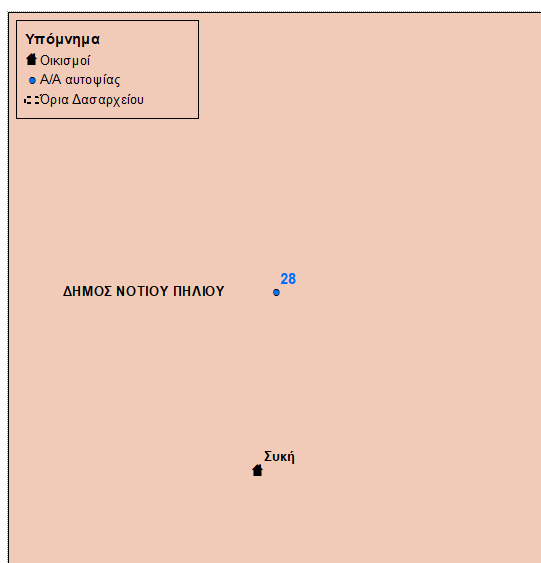 Υπόμνημα
Οικισμοί
Α/Α αυτοψίας
Όρια Δασαρχείου
28
ΔΗΜΟΣ ΝΟΤΙΟΥ ΠΗΛΙΟΥ
Συκή